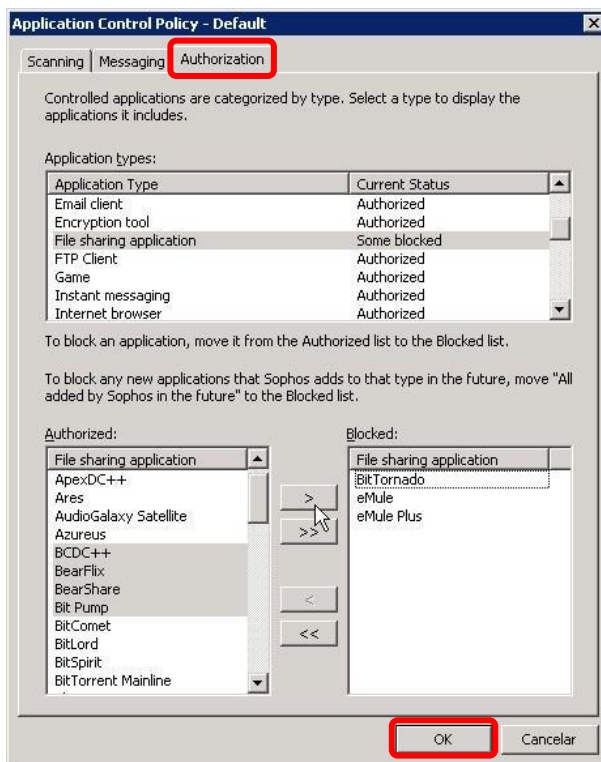 Application Control Policy - Default
Scanning Messaging Authorization
Controlled applications are categorized by type. Select a type to display the
applications it includes.
Application types:
Application Type Current Status
Email client Authorized
Encryption tool Authorized
File sharing application Some blocked
FTP Client Authorized
Game Authorized
Instant messaging Authorized
Internet browser Authorized
To block an application, move it from the Authorized list to the Blocked list.
To block any new applications that Sophos adds to that type in the future, move "All
added by Sophos in the future" to the Blocked list.
Authorized:
File sharing application
ApexDC++
Ares
AudioGalaxy Satellite
Azureus
BCDC++
BearFlix
BearShare
Bit Pump
BitComet
BitLord
BitSpirit
BitTorrent Mainline
>
>>
<
<<
Blocked:
File sharing application
BitTornado
eMule
eMule Plus
OK Cancelar